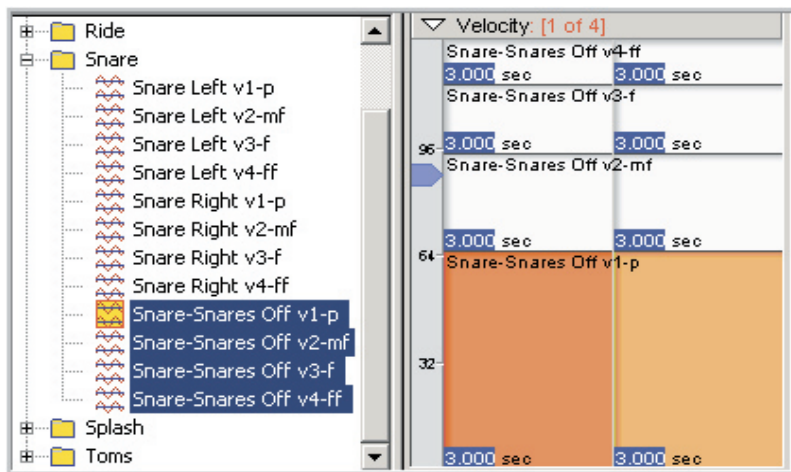 Ride
Snare
Snare Left v1-p
Snare Left v2-mf
Snare Left v3-f
Snare Left v4-ff
Snare Right v1-p
Snare Right v2-mf
Snare Right v3-f
Snare Right v4-ff
Snare-Snares Off v1-p
Snare-Snares Off v2-mf
Snare-Snares Off v3-f
Snare-Snares Off v4-ff
Splash
Toms
Velocity: [1 of 4]
Snare-Snares Off v4-ff
3.000 sec 3.000 sec
Snare-Snares Off v3-f
96 3.000 sec 3.000 sec
Snare-Snares Off v2-mf
3.000 sec 3.000 sec
64 Snare-Snares Off v1-p
32
3.000 sec 3.000 sec